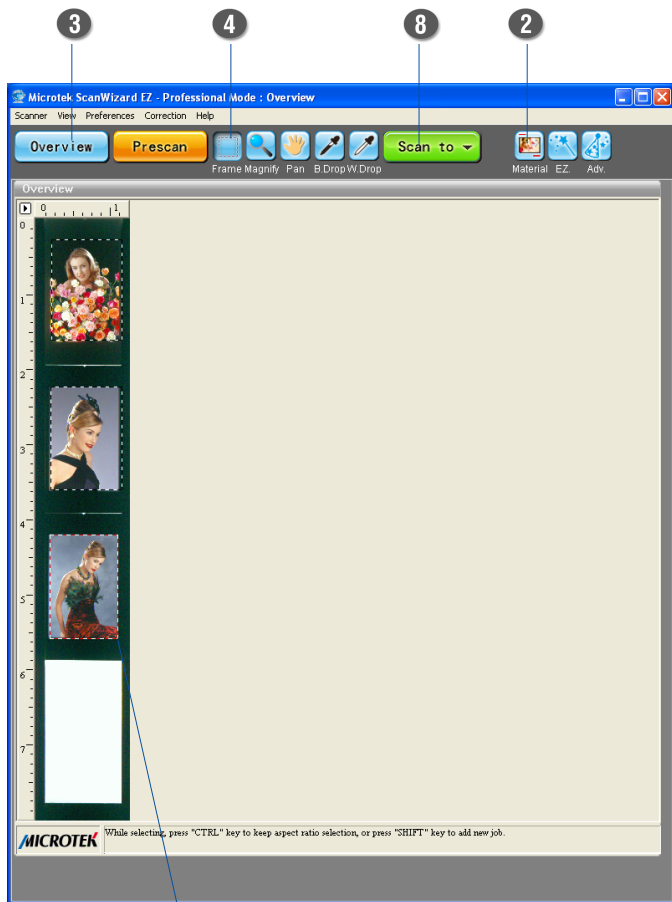 3 4 8 2
Microtek ScanWizard EZ - Professional Mode : Overview
Scanner View Preferences Correction Help
Overview Prescan Scan to
Frame Magnify Pan B.Drop W.Drop Material EZ. Adv.
Overview
0 1
0
1
2
3
4
5
6
7
MICROTEK While selecting, press "CTRL" key to keep aspect ratio selection, or press "SHIFT" key to add new job.